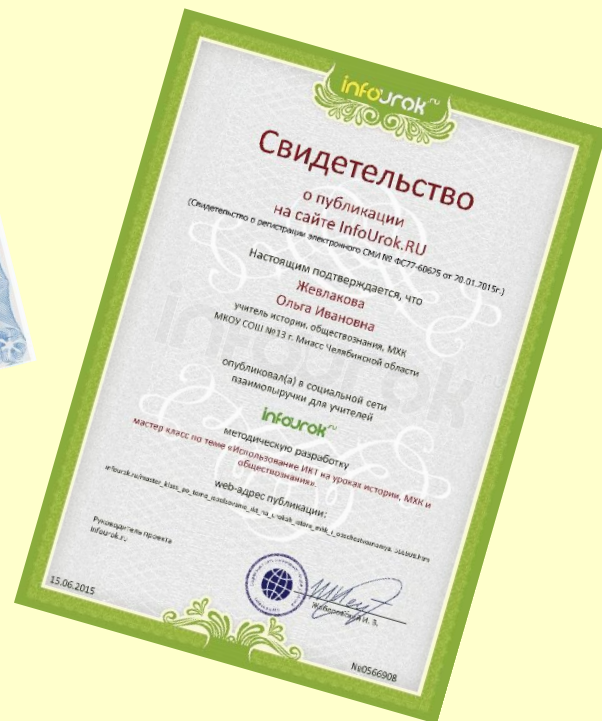 infourok.ru
Свидетельство
о публикации
на сайте InfoUrok.RU
(Свидетельство о регистрации электронного СМИ № ФС77-60625 от 20.01.2015г.)
Настоящим подтверждается, что
Жевлакова
Ольга Ивановна
учитель истории, обществознания, МХК
МКОУ СОШ №13 г. Миасс Челябинской области
опубликовал(а) в социальной сети
взаимовыручки для учителей
infourok.ru
методическую разработку
мастер класс по теме «Использование ИКТ на уроках истории, МХК и
обществознания».
web-адрес публикации:
Руководитель проекта
Infourok.ru
И. З.
15.06.2015
№0566908